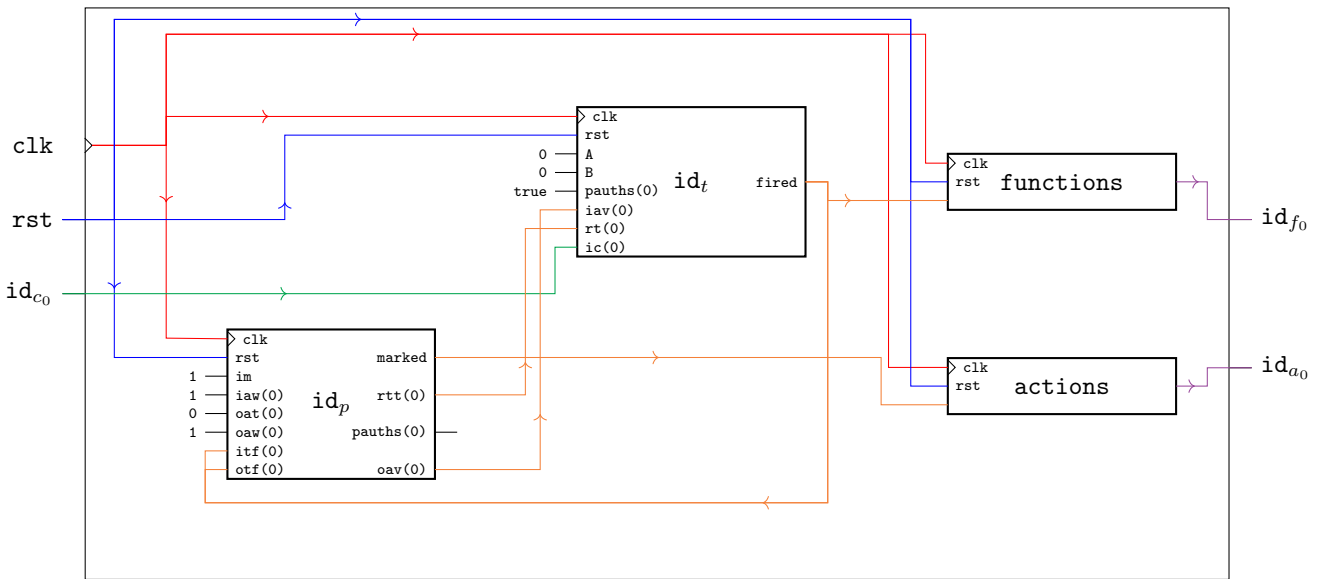 clk
rst
id_{c_0}
clk
rst
0 A
0 B
true pauths(0)
iav(0)
rt(0)
ic(0)
id_t
fired
clk
rst
functions
id_{f_0}
clk
rst
1 im
1 iaw(0)
0 oat(0)
1 oaw(0)
itf(0)
otf(0)
id_p
marked
rtt(0)
pauths(0)
oav(0)
clk
rst
actions
id_{a_0}